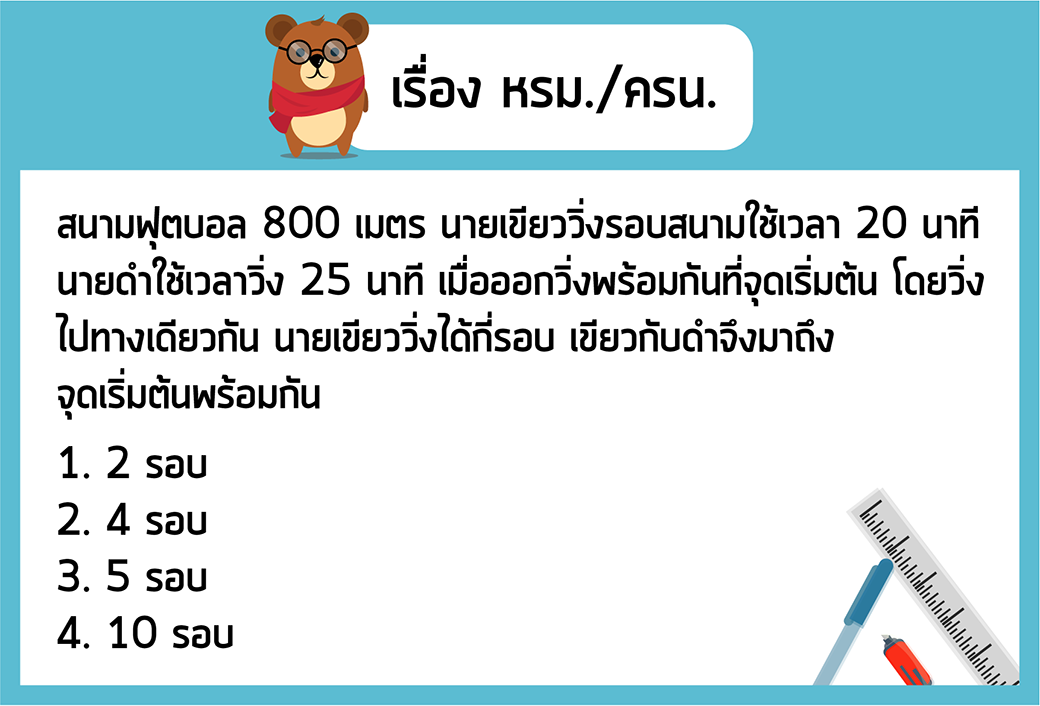 เรื่อง หรม./ครน.
สนามฟุตบอล 800 เมตร นายเขียววิ่งรอบสนามใช้เวลา 20 นาที
นายดำใช้เวลาวิ่ง 25 นาที เมื่อออกวิ่งพร้อมกันที่จุดเริ่มต้น โดยวิ่ง
ไปทางเดียวกัน นายเขียววิ่งได้กี่รอบ เขียวกับดำจึงมาถึง
จุดเริ่มต้นพร้อมกัน
1. 2 รอบ
2. 4 รอบ
3. 5 รอบ
4. 10 รอบ